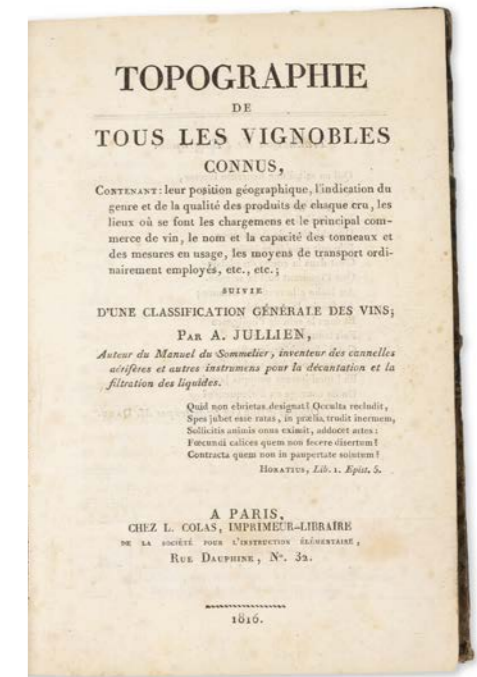 TOPOGRAPHIE
DE
TOUS LES VIGNOBLES
CONNUS,
CONTENANT : leur position géographique, l'indication du
genre et de la qualité des produits de chaque cru, les
lieux où se font les chargemens et le principal com-
merce de vin, le nom et la capacité des tonneaux et
des mesures en usage, les moyens de transport ordi-
nairement employés, etc., etc.;
SUIVIE
D'UNE CLASSIFICATION GÉNÉRALE DES VINS;
PAR A. JULLIEN,
Auteur du Manuel du Sommelier, inventeur des cannelles
aérifères et autres instrumens pour la décantation et la
filtration des liquides.
Quid non ebrietas designat? Occulta recludit,
Spes jubet esse ratas, in prælia trudit inermem,
Sollicitis animis onus eximit, addocet artes:
Fœcundi calices quem non fecere disertum?
Contracta quem non in paupertate solutum?
HORATIUS, Lib. 1. Epist. 5.
A PARIS,
CHEZ L. COLAS, IMPRIMEUR-LIBRAIRE
DE LA SOCIÉTÉ POUR L'INSTRUCTION ÉLÉMENTAIRE,
RUE DAUPHINE, N°. 32.
1816.